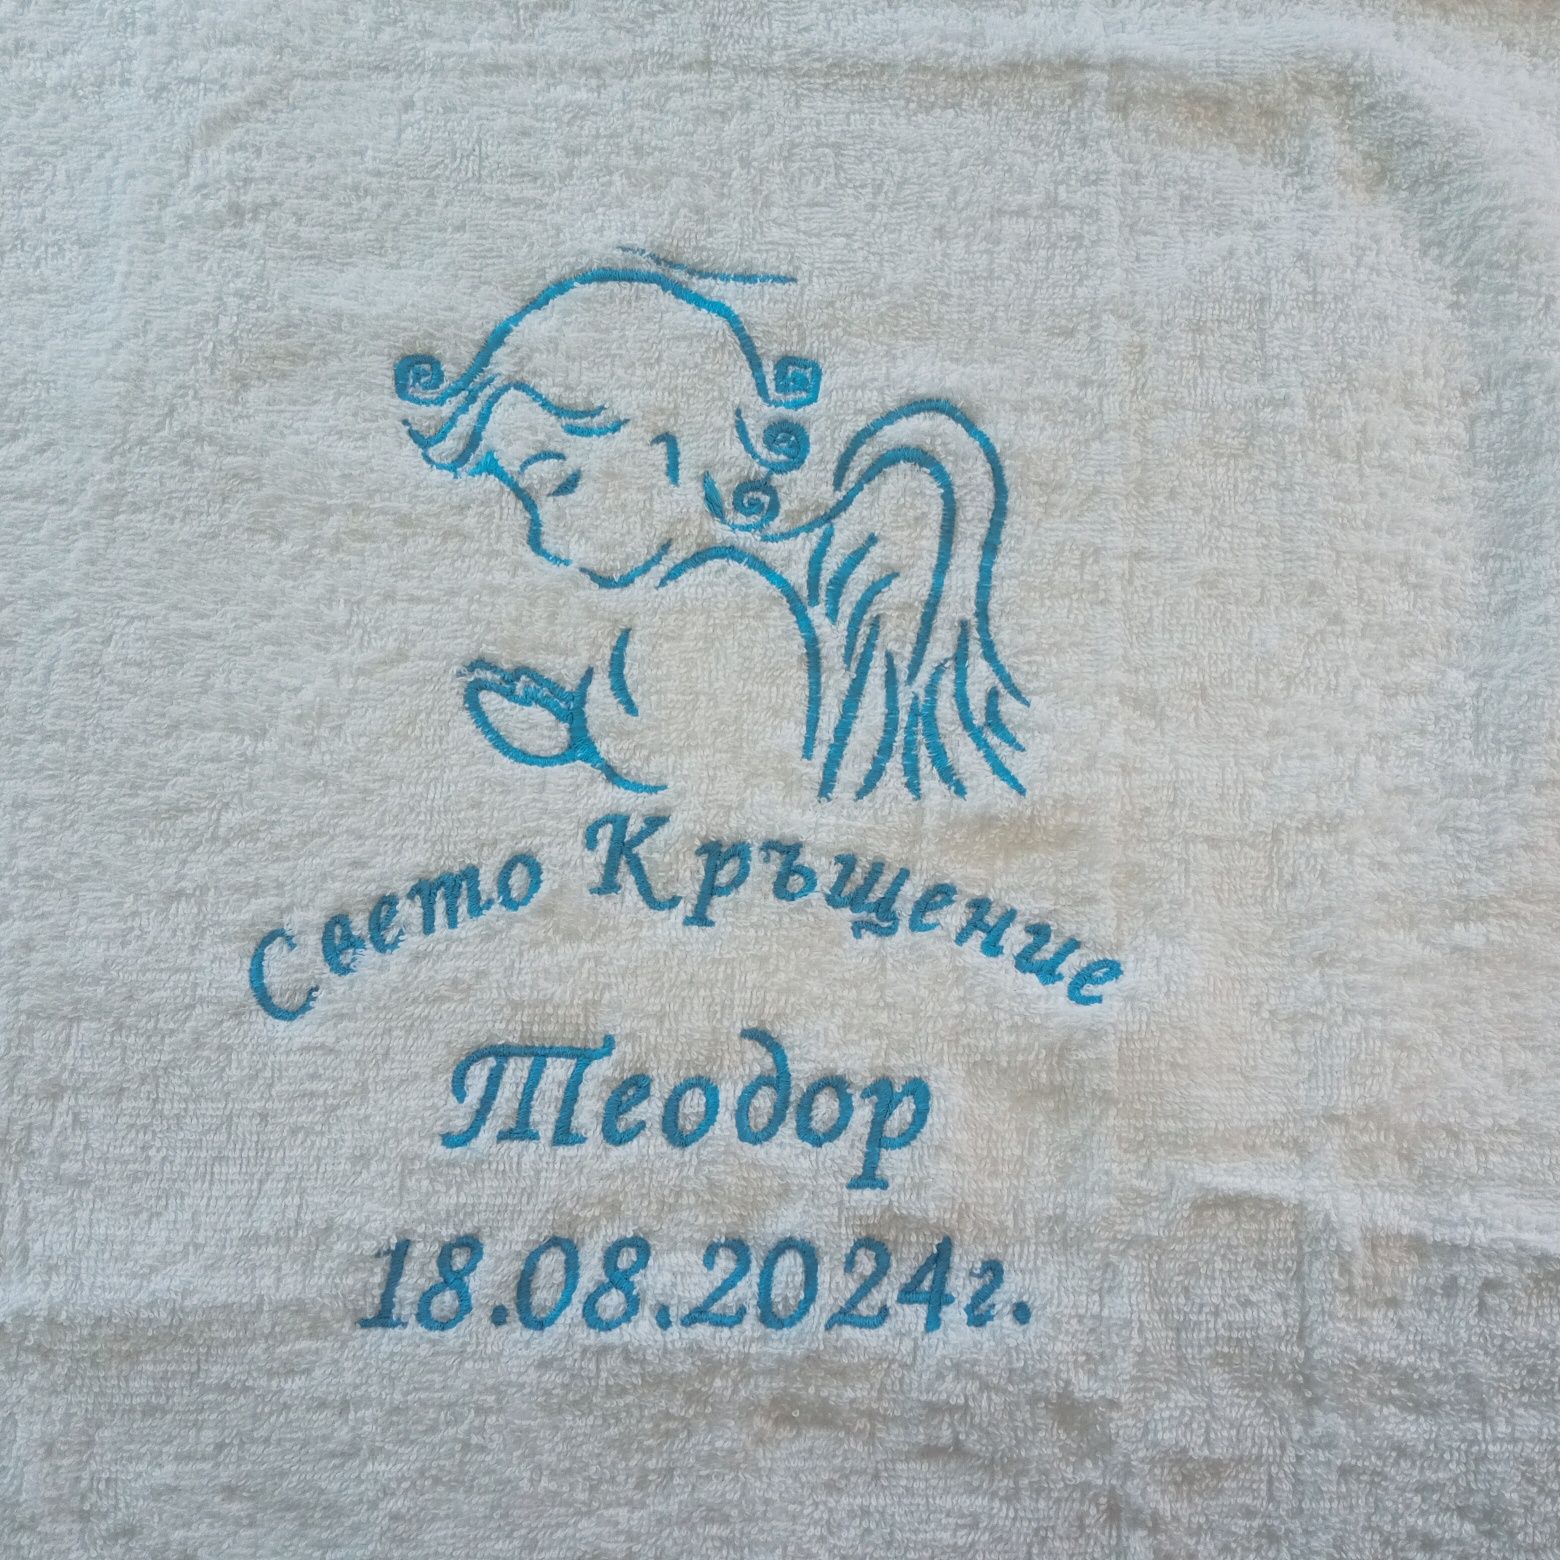 Свето Кръщение
Теодор
18.08.2024г.